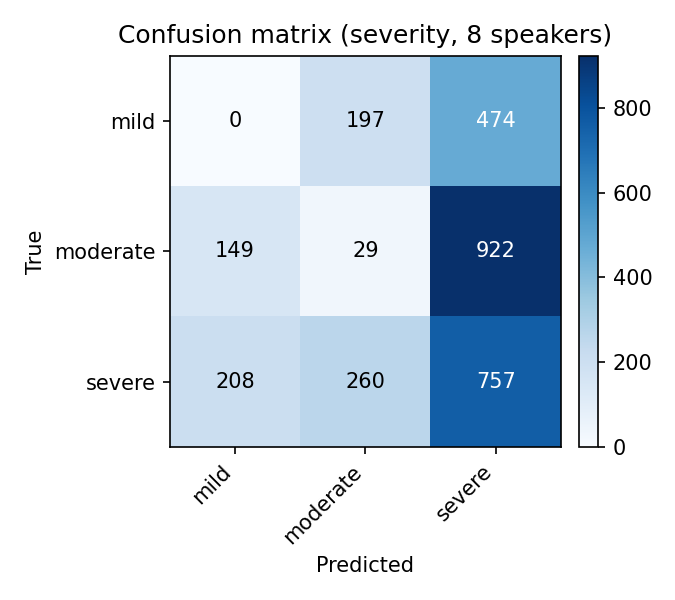 Confusion matrix (severity, 8 speakers)
mild 0 197 474
moderate 149 29 922
severe 208 260 757
mild moderate severe
Predicted
True
800
600
400
200
0